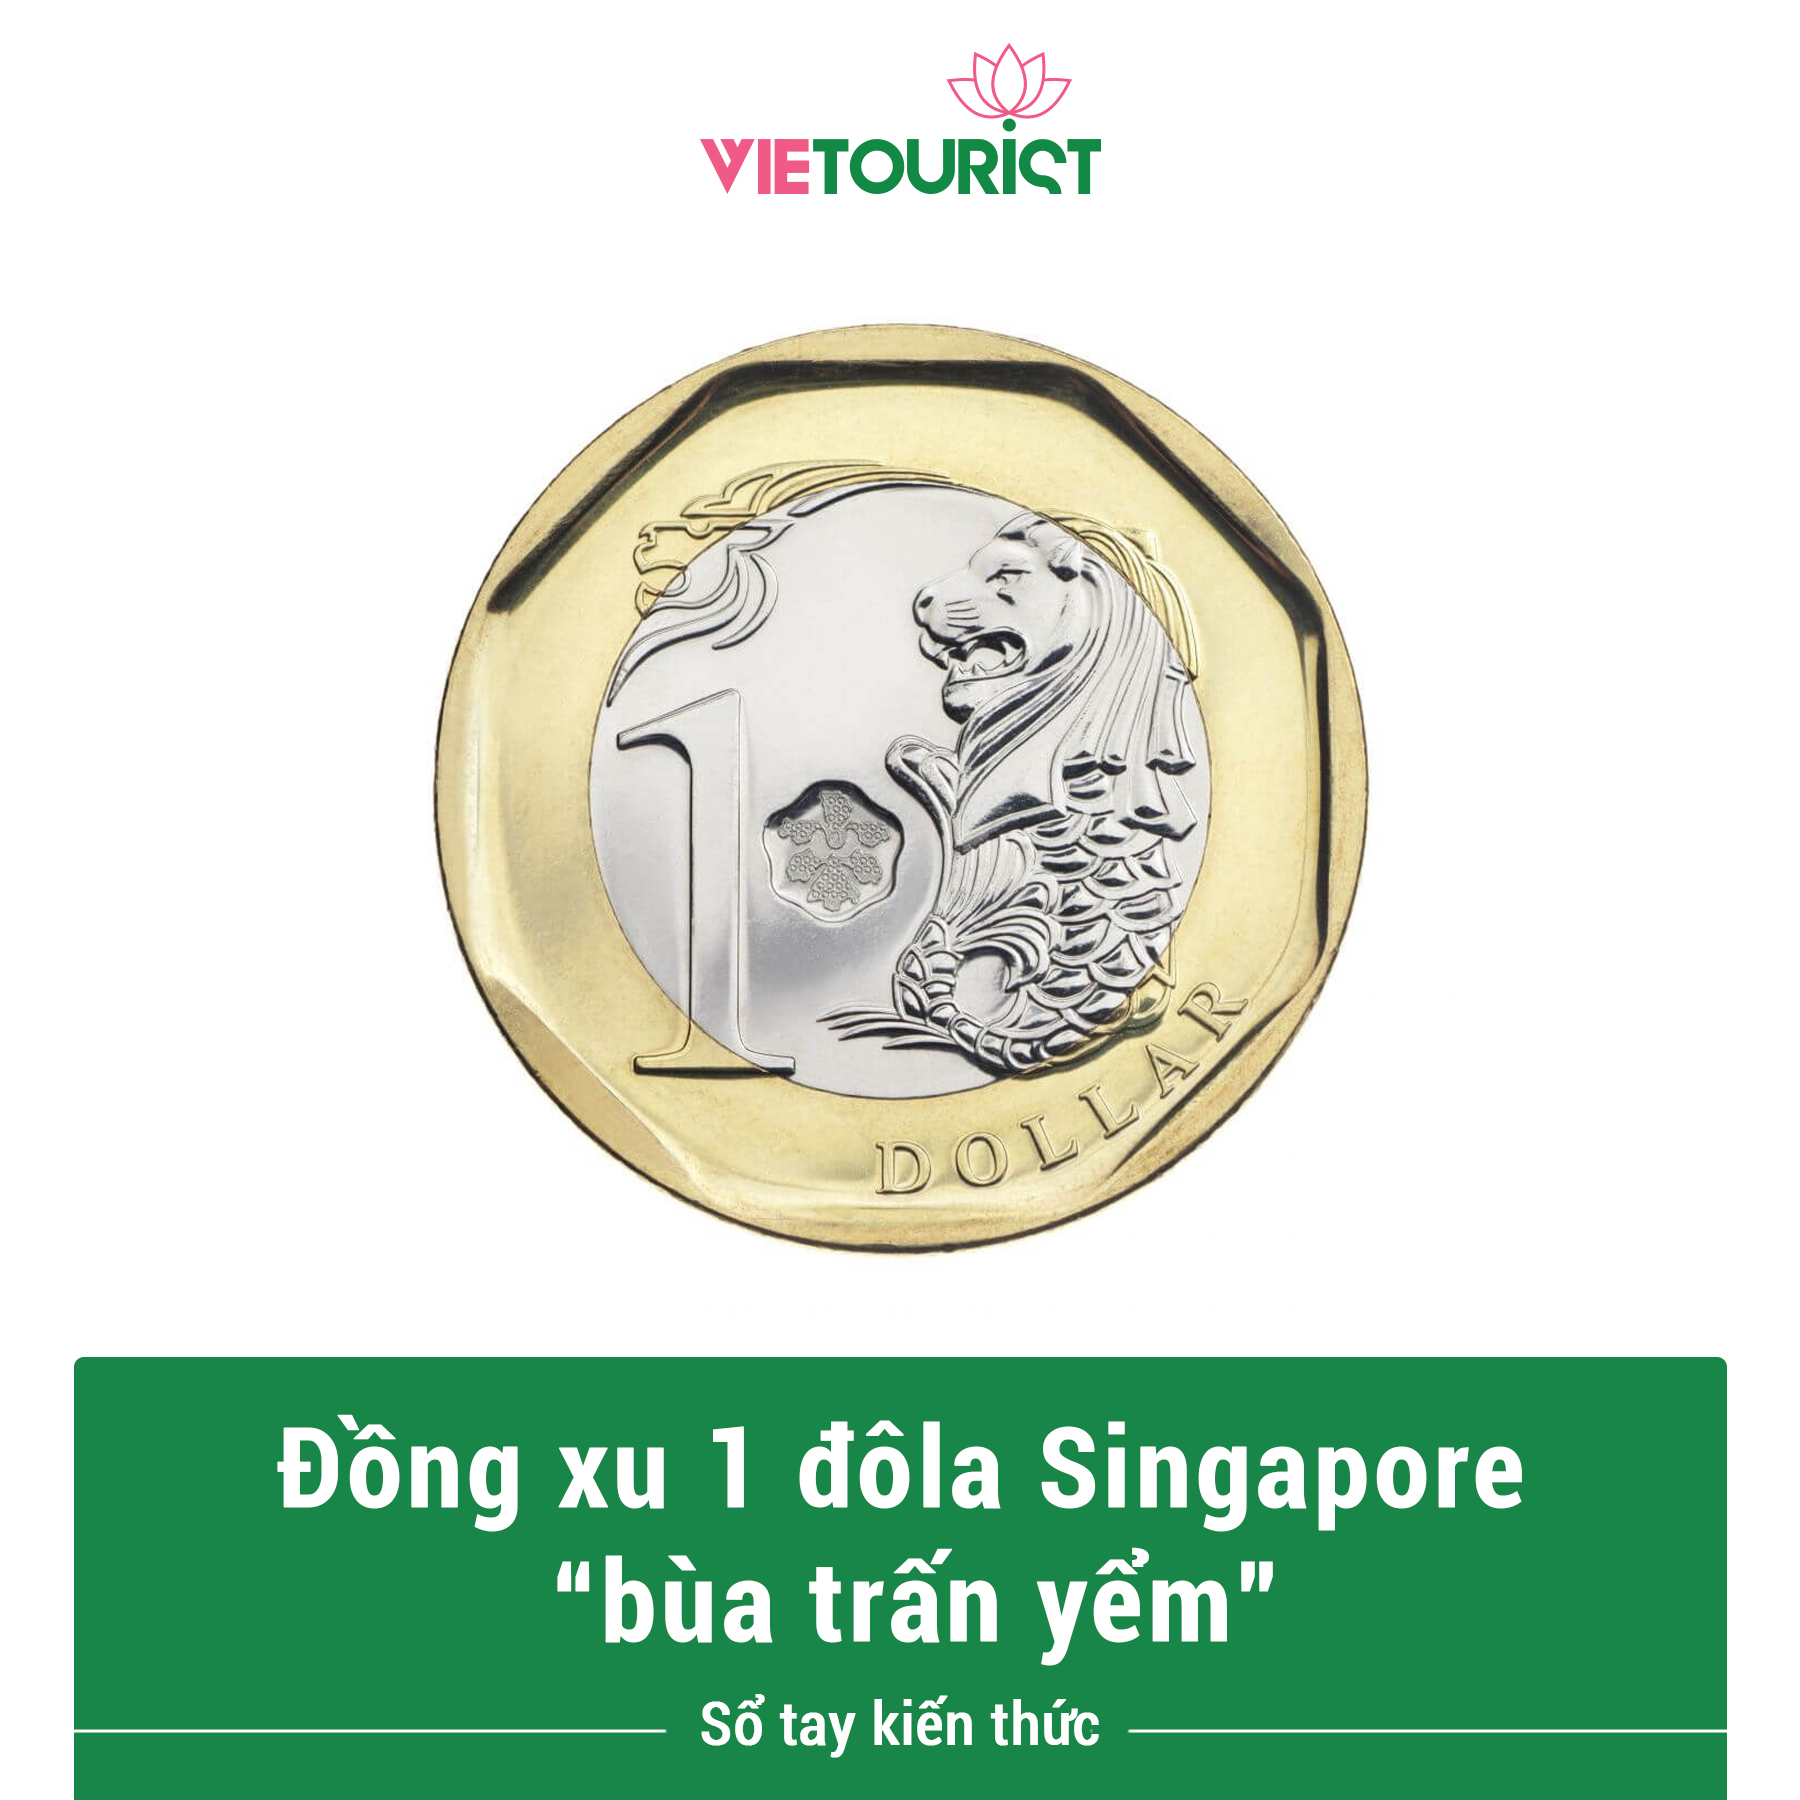 VIETOURIST
1
DOLLAR
Đồng xu 1 đôla Singapore
“bùa trấn yểm”
Sổ tay kiến thức